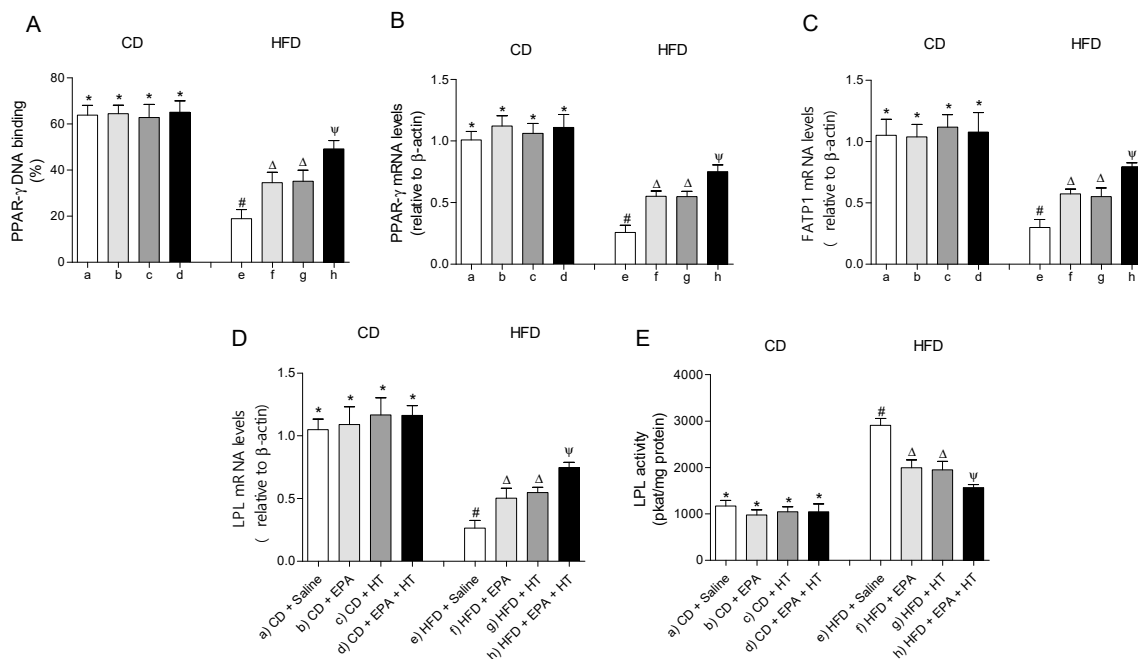 A
CD
HFD
PPAR-γ DNA binding
(%)
80
60
40
20
0
* * * *
# Δ Δ ψ
a b c d e f g h
B
CD
HFD
PPAR-γ mRNA levels
(relative to β-actin)
1.5
1.0
0.5
0.0
* * * *
# Δ Δ ψ
a b c d e f g h
C
CD
HFD
FATP1 mRNA levels
( relative to β-actin)
1.5
1.0
0.5
0.0
* * * *
# Δ Δ ψ
a b c d e f g h
D
CD
HFD
LPL mRNA levels
( relative to β-actin)
1.5
1.0
0.5
0.0
* * * *
# Δ Δ ψ
a) CD + Saline
b) CD + EPA
c) CD + HT
d) CD + EPA + HT
e) HFD + Saline
f) HFD + EPA
g) HFD + HT
h) HFD + EPA + HT
E
CD
HFD
LPL activity
(pkat/mg protein)
4000
3000
2000
1000
0
* * * *
# Δ Δ ψ
a) CD + Saline
b) CD + EPA
c) CD + HT
d) CD + EPA + HT
e) HFD + Saline
f) HFD + EPA
g) HFD + HT
h) HFD + EPA + HT